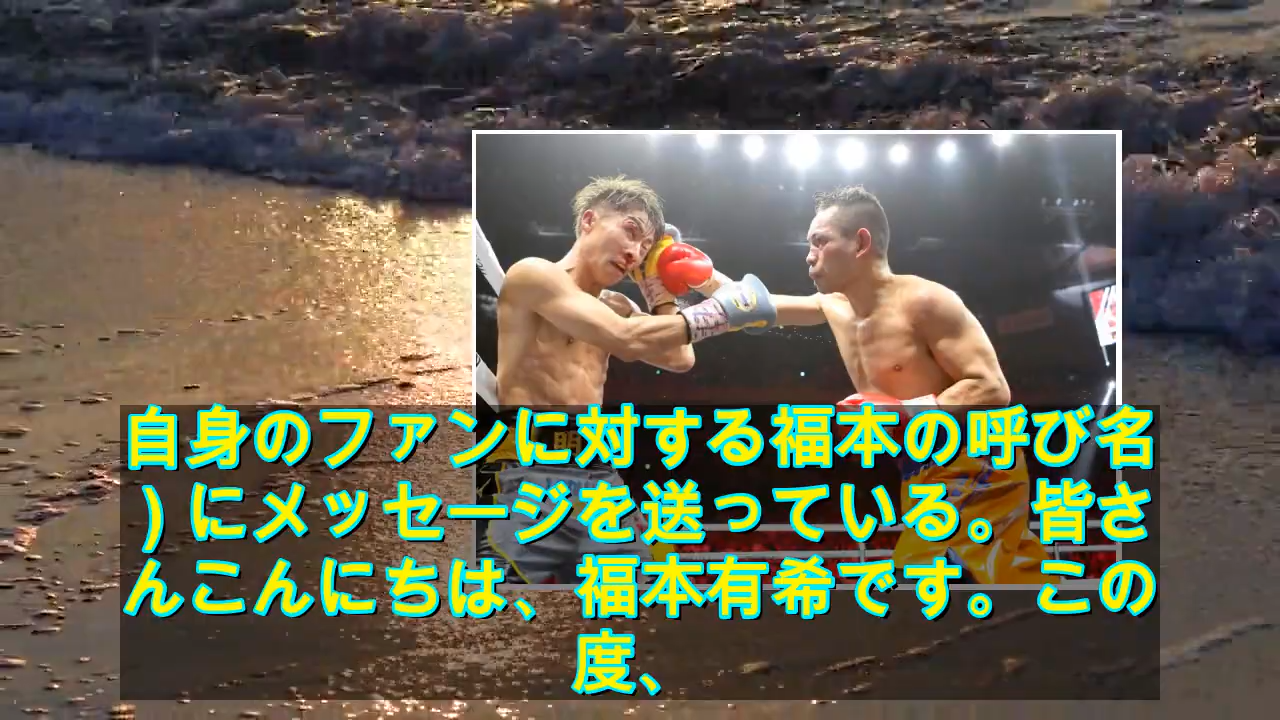 自身のファンに対する福本の呼び名
)にメッセージを送っている。皆さ
んこんにちは、福本有希です。この
度、